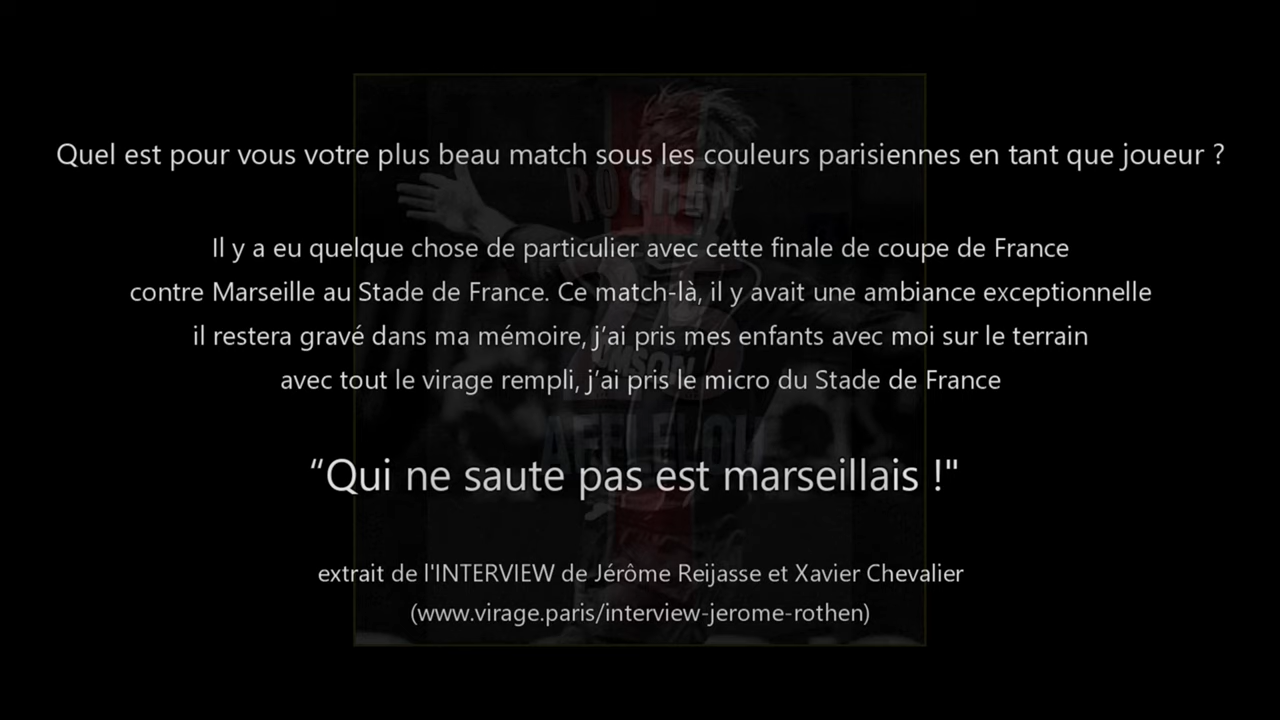 Quel est pour vous votre plus beau match sous les couleurs parisiennes en tant que joueur ?
Il y a eu quelque chose de particulier avec cette finale de coupe de France
contre Marseille au Stade de France. Ce match-là, il y avait une ambiance exceptionnelle
il restera gravé dans ma mémoire, j’ai pris mes enfants avec moi sur le terrain
avec tout le virage rempli, j’ai pris le micro du Stade de France
“Qui ne saute pas est marseillais !"
extrait de l'INTERVIEW de Jérôme Reijasse et Xavier Chevalier
(www.virage.paris/interview-jerome-rothen)
ROTHEN